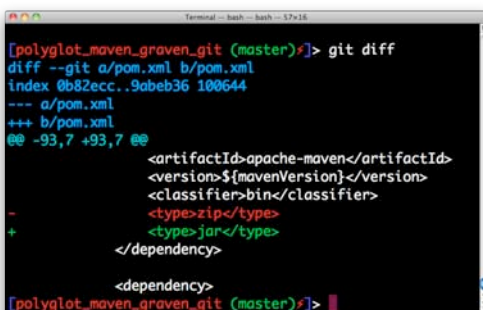 Terminal — bash — bash — 57×16
[polyglot_maven_graven_git (master)⚡]> git diff
diff --git a/pom.xml b/pom.xml
index 0b82ecc..9abeb36 100644
--- a/pom.xml
+++ b/pom.xml
@@ -93,7 +93,7 @@
                <artifactId>apache-maven</artifactId>
                <version>${mavenVersion}</version>
                <classifier>bin</classifier>
-               <type>zip</type>
+               <type>jar</type>
            </dependency>
            <dependency>
[polyglot_maven_graven_git (master)⚡]>